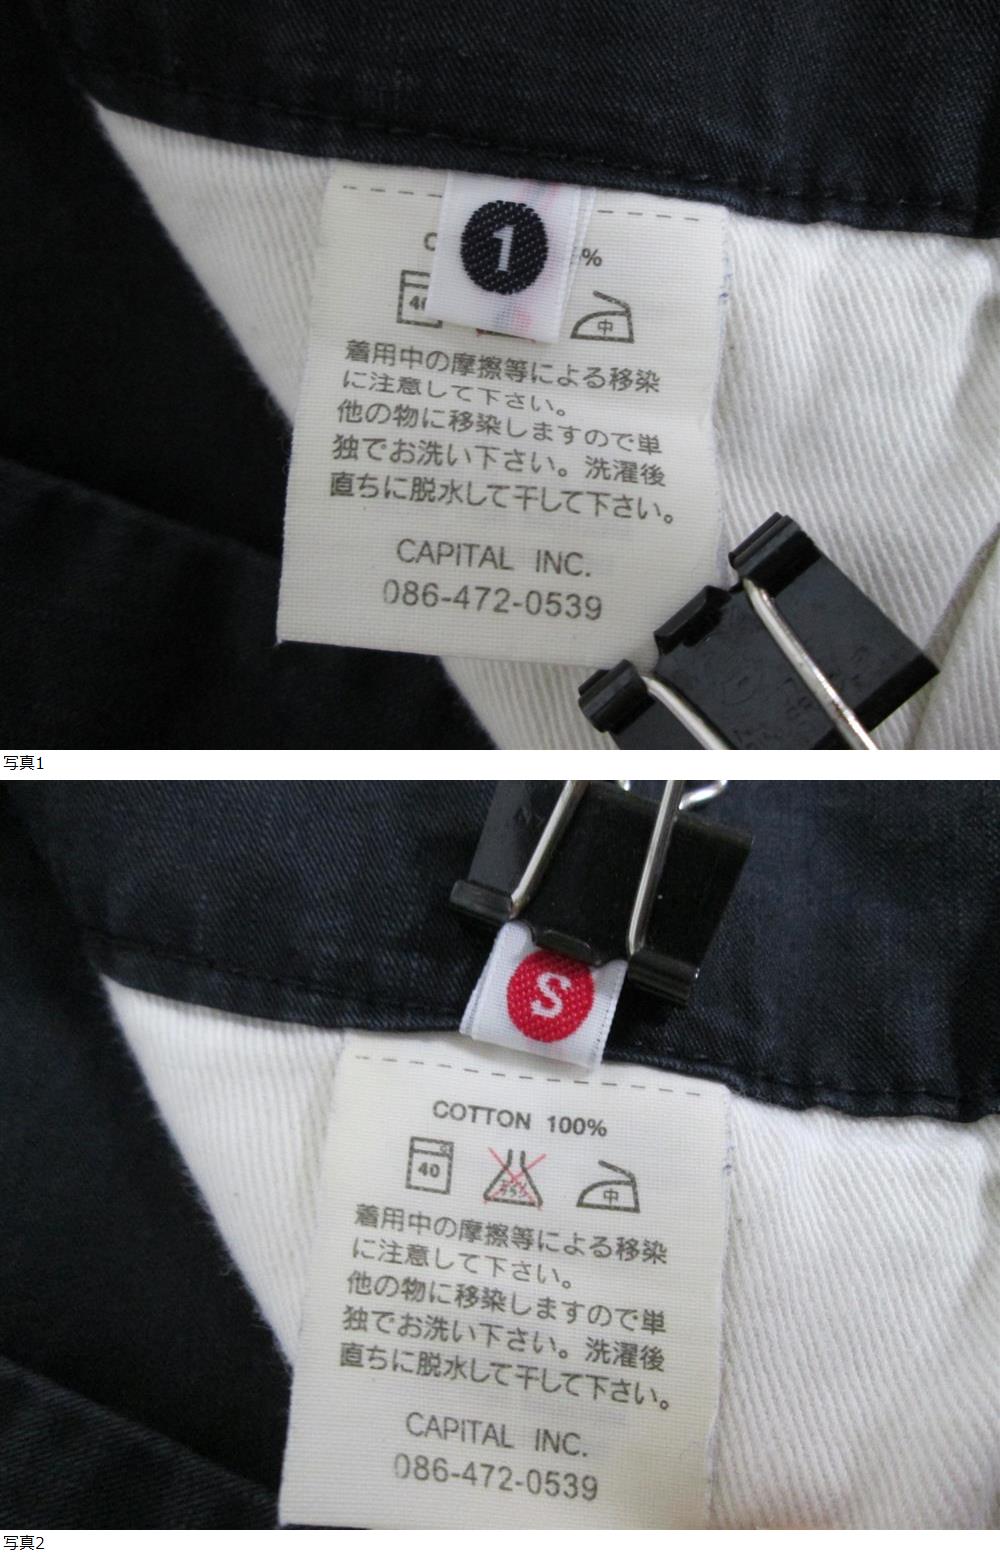 1
C %
40
中
着用中の摩擦等による移染
に注意して下さい。
他の物に移染しますので単
独でお洗い下さい。洗濯後
直ちに脱水して干して下さい。
CAPITAL INC.
086-472-0539
写真1
S
COTTON 100%
40
中
着用中の摩擦等による移染
に注意して下さい。
他の物に移染しますので単
独でお洗い下さい。洗濯後
直ちに脱水して干して下さい。
CAPITAL INC.
086-472-0539
写真2